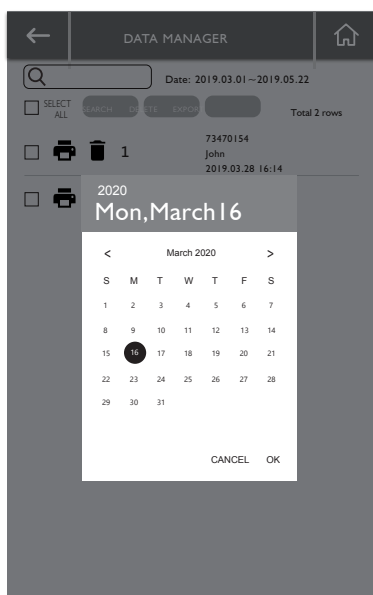 DATA MANAGER
Date: 2019.03.01~2019.05.22
SELECT
ALL
SEARCH DELETE EXPORT
Total 2 rows
1
73470154
John
2019.03.28 16:14
2020
Mon,March16
< March 2020 >
S M T W T F S
1 2 3 4 5 6 7
8 9 10 11 12 13 14
15 16 17 18 19 20 21
22 23 24 25 26 27 28
29 30 31
CANCEL OK